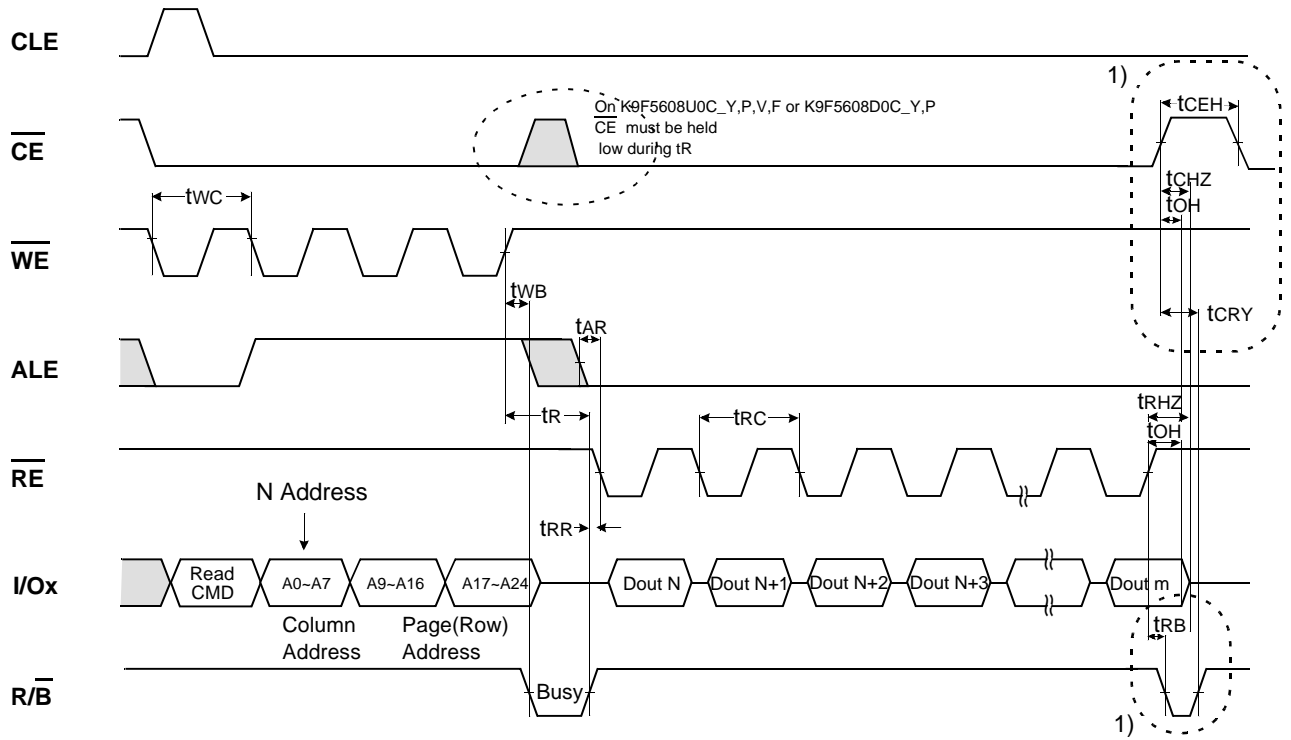 CLE
1)
tCEH
On K9F5608U0C_Y,P,V,F or K9F5608D0C_Y,P
CE must be held
low during tR
CE
tCHZ
tOH
tWC
WE
tWB
tCRY
tAR
ALE
tR
tRC
tRHZ
tOH
RE
N Address
tRR
I/Ox
Read
CMD
A0~A7
A9~A16
A17~A24
Dout N
Dout N+1
Dout N+2
Dout N+3
Dout m
Column
Address
Page(Row)
Address
tRB
R/B
Busy
1)